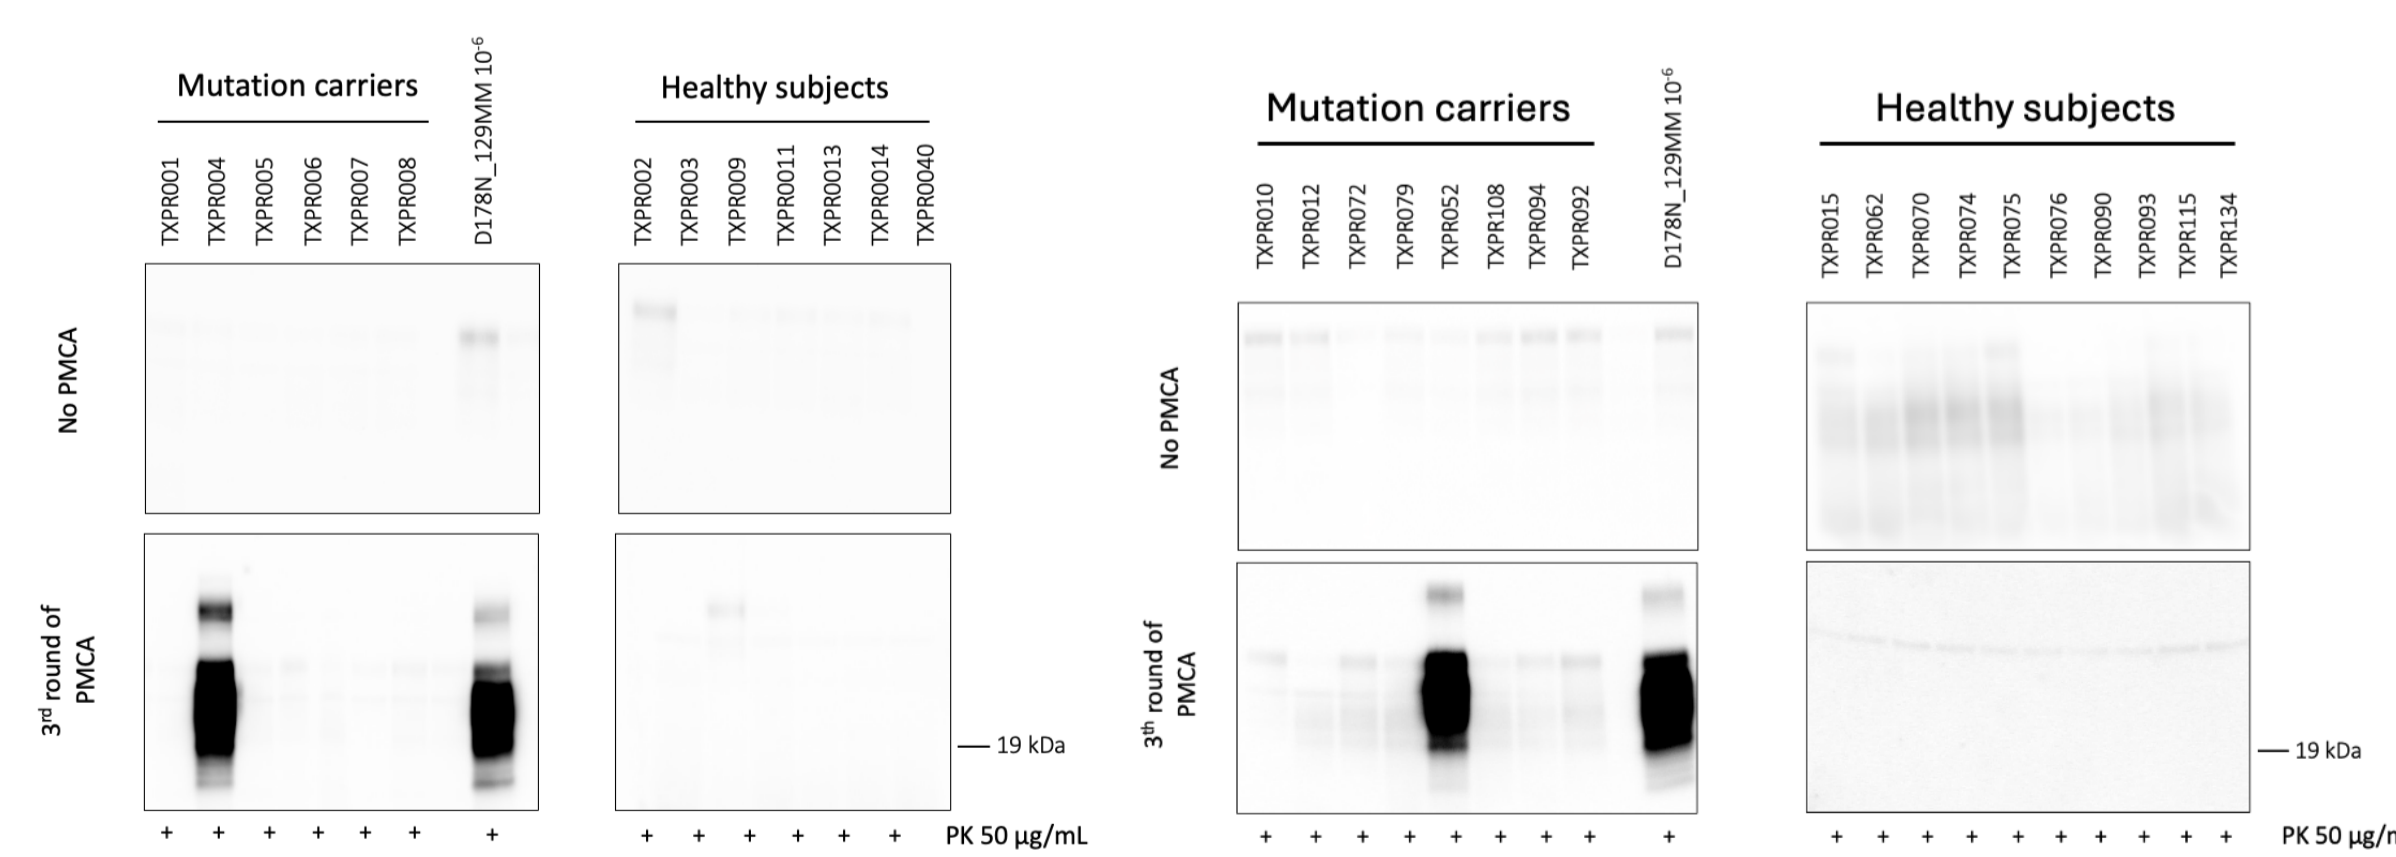 Mutation carriers
TXPR001
TXPR004
TXPR005
TXPR006
TXPR007
TXPR008
D178N_129MM 10-6
Healthy subjects
TXPR002
TXPR003
TXPR009
TXPR0011
TXPR0013
TXPR0014
TXPR0040
No PMCA
3rd round of
PMCA
19 kDa
+ + + + + + +
+ + + + + + PK 50 µg/mL
Mutation carriers
TXPR010
TXPR012
TXPR072
TXPR079
TXPR052
TXPR108
TXPR094
TXPR092
D178N_129MM 10-6
Healthy subjects
TXPR015
TXPR062
TXPR070
TXPR074
TXPR075
TXPR076
TXPR090
TXPR093
TXPR115
TXPR134
No PMCA
3th round of
PMCA
19 kDa
+ + + + + + + + +
+ + + + + + + + + + PK 50 µg/